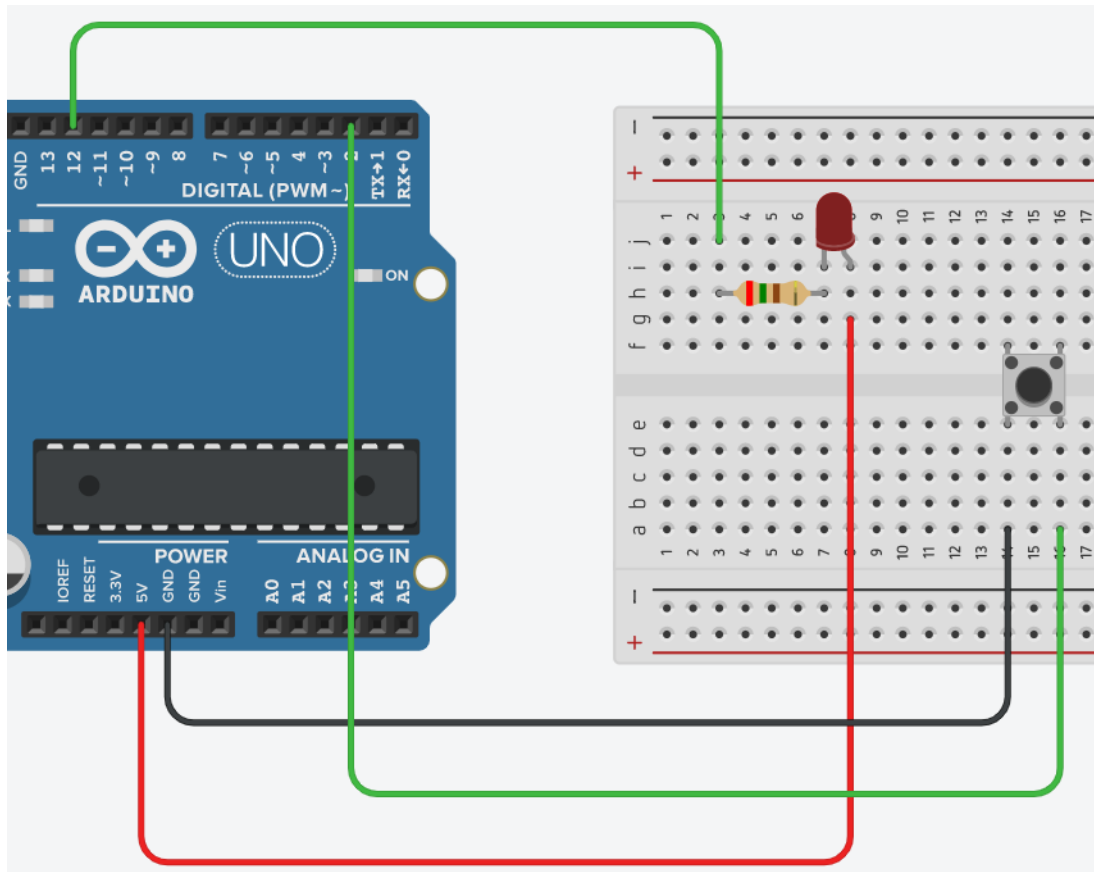 GND 13 12 ~11 ~10 ~9 8 7 ~6 ~5 4 ~3 2 TX→1 RX←0
DIGITAL (PWM~)
UNO
ON
ARDUINO
POWER
ANALOG IN
IOREF RESET 3.3V 5V GND GND Vin A0 A1 A2 A3 A4 A5
− +
1 2 3 4 5 6 8 9 10 11 12 13 14 15 16 17
j
i
h
g
f
e
d
c
b
a
1 2 3 4 5 6 7 8 9 10 11 12 13 14 15 16 17
− +